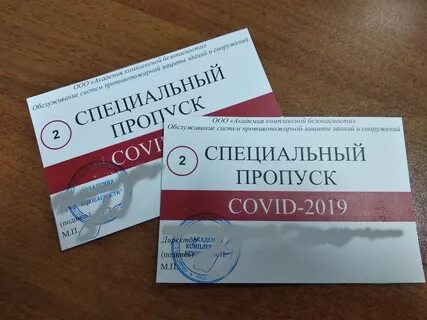 ООО «Академия комплексной безопасности»
Обслуживание систем противопожарной защиты зданий и сооружений
2
СПЕЦИАЛЬНЫЙ
ПРОПУСК
COVID
(подпись)
М.П.
ООО «Академия комплексной безопасности»
Обслуживание систем противопожарной защиты зданий и сооружений
2
СПЕЦИАЛЬНЫЙ
ПРОПУСК
COVID-2019
Директор
(подпись)
М.П.